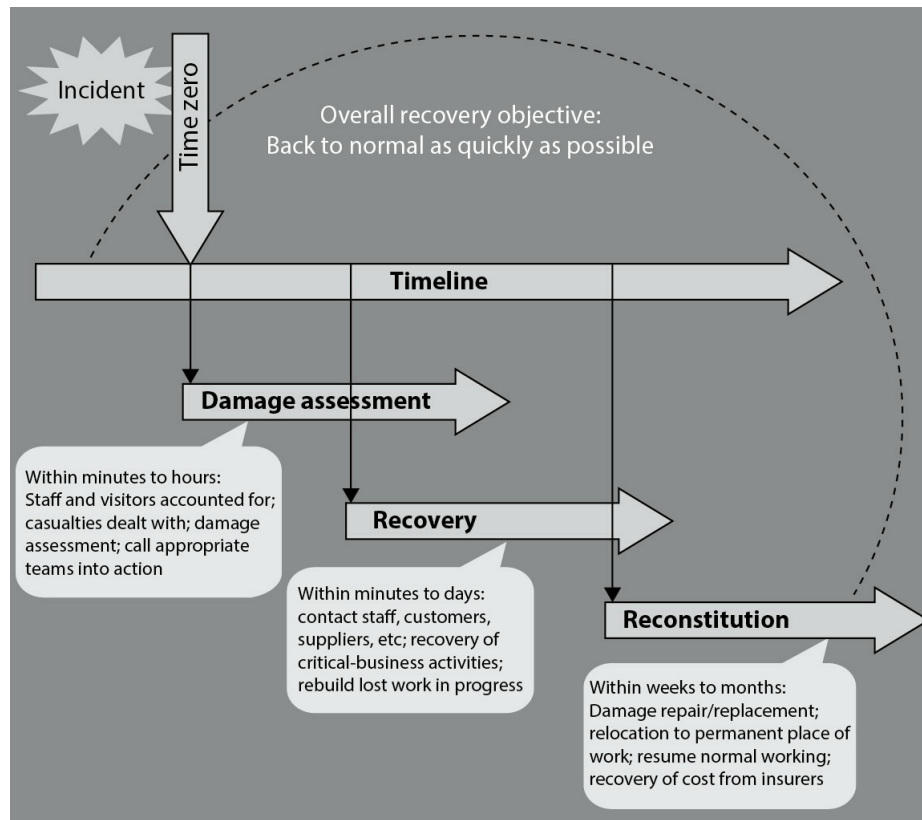 Incident
Time zero
Overall recovery objective:
Back to normal as quickly as possible
Timeline
Damage assessment
Within minutes to hours:
Staff and visitors accounted for;
casualties dealt with; damage
assessment; call appropriate
teams into action
Recovery
Within minutes to days:
contact staff, customers,
suppliers, etc; recovery of
critical-business activities;
rebuild lost work in progress
Reconstitution
Within weeks to months:
Damage repair/replacement;
relocation to permanent place of
work; resume normal working;
recovery of cost from insurers